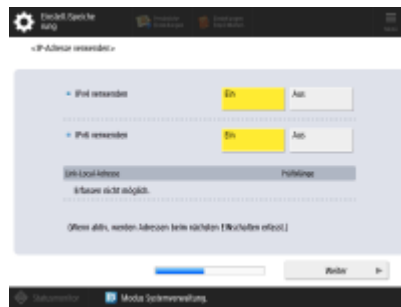 Einstell./Speiche
rung
<IP-Adresse verwenden>
IPv4 verwenden
Ein
Aus
IPv6 verwenden
Ein
Aus
Link-Local-Adresse
Präfixlänge
Erfassen nicht möglich.
(Wenn aktiv, werden Adressen beim nächsten Einschalten erfasst.)
Weiter
Statusmonitor
Modus Systemverwaltung.